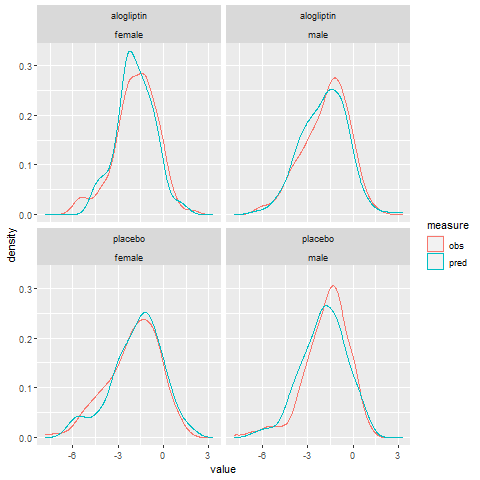 alogliptin
alogliptin
female
male
0.3
0.2
0.1
0.0
placebo
placebo
female
male
0.3
0.2
0.1
0.0
-6
-3
0
3
-6
-3
0
3
value
density
measure
obs
pred